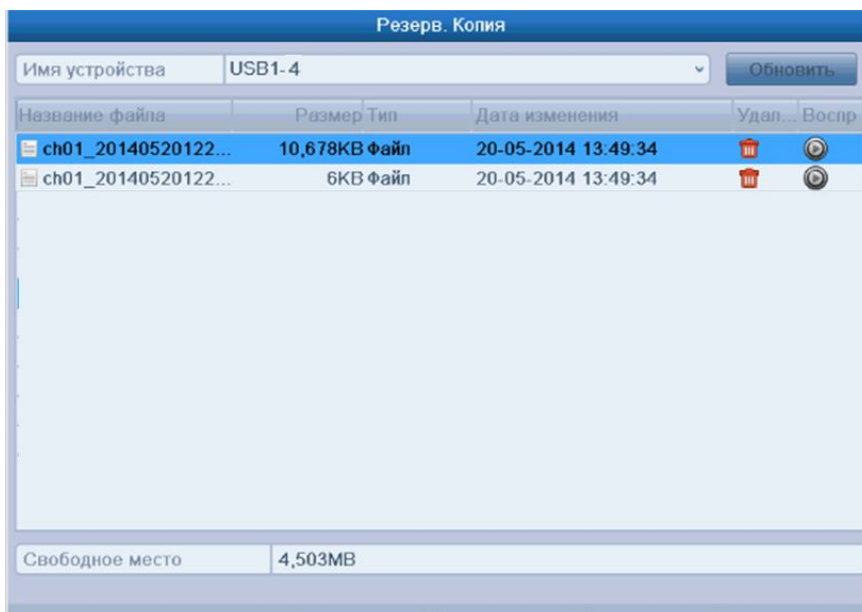 Резерв. Копия
Имя устройства USB1-4 Обновить
Название файла Размер Тип Дата изменения Удал... Воспр
ch01_20140520122... 10,678KB Файл 20-05-2014 13:49:34
ch01_20140520122... 6KB Файл 20-05-2014 13:49:34
Свободное место 4,503MB